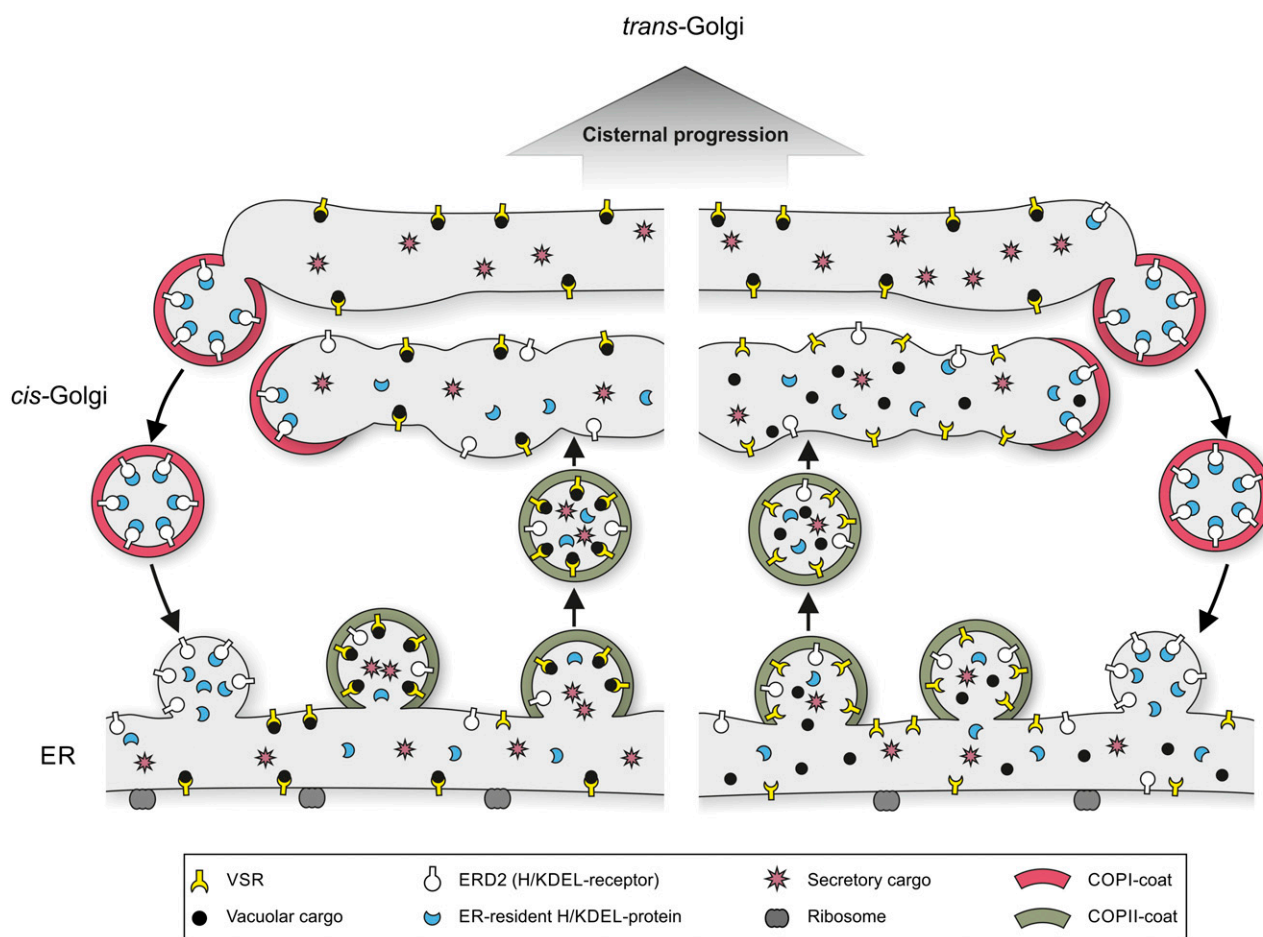 trans-Golgi
Cisternal progression
cis-Golgi
ER
VSR
ERD2 (H/KDEL-receptor)
Secretory cargo
COPI-coat
Vacuolar cargo
ER-resident H/KDEL-protein
Ribosome
COPII-coat